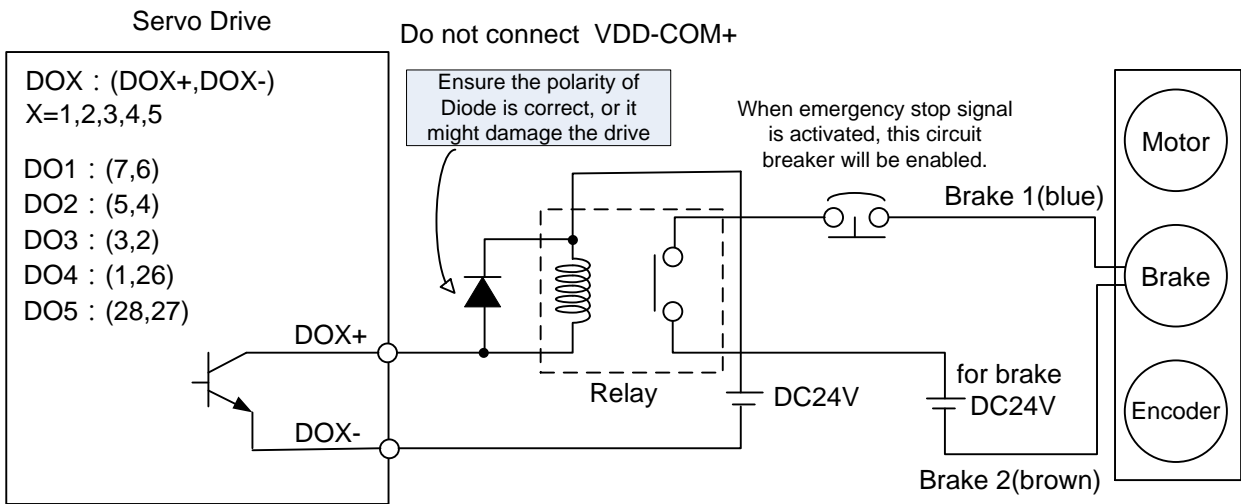 Servo Drive
Do not connect VDD-COM+
DOX : (DOX+,DOX-)
X=1,2,3,4,5
DO1 : (7,6)
DO2 : (5,4)
DO3 : (3,2)
DO4 : (1,26)
DO5 : (28,27)
Ensure the polarity of
Diode is correct, or it
might damage the drive
When emergency stop signal
is activated, this circuit
breaker will be enabled.
Motor
Brake 1(blue)
Brake
DOX+
Relay
DC24V
for brake
DC24V
Encoder
DOX-
Brake 2(brown)